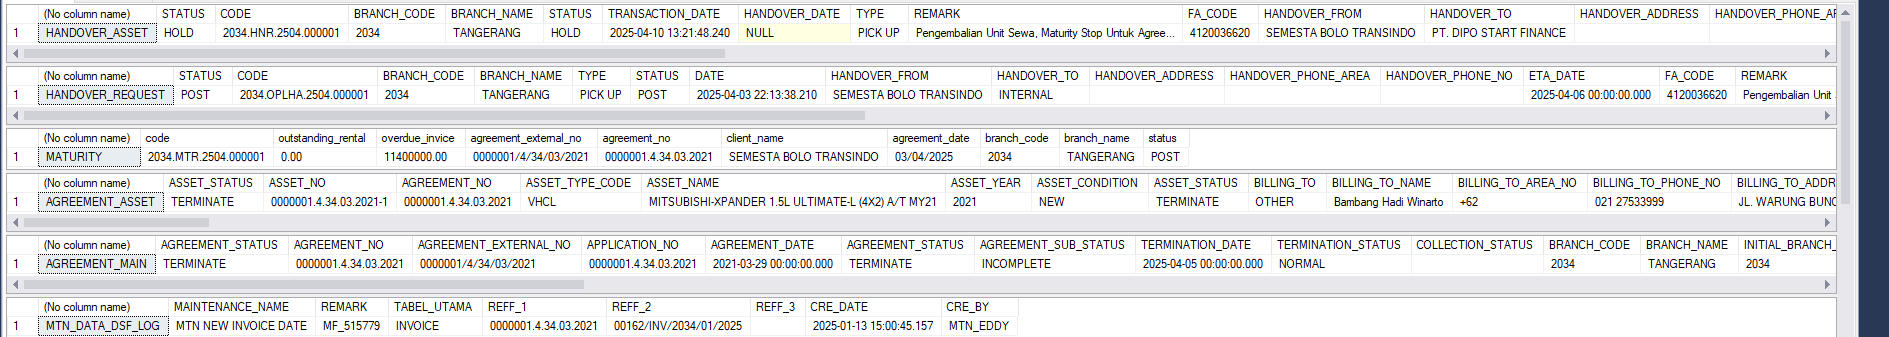 (No column name) STATUS CODE BRANCH_CODE BRANCH_NAME STATUS TRANSACTION_DATE HANDOVER_DATE TYPE REMARK FA_CODE HANDOVER_FROM HANDOVER_TO HANDOVER_ADDRESS HANDOVER_PHONE_AR
1 HANDOVER_ASSET HOLD 2034.HNR.2504.000001 2034 TANGERANG HOLD 2025-04-10 13:21:48.240 NULL PICK UP Pengembalian Unit Sewa, Maturity Stop Untuk Agree... 4120036620 SEMESTA BOLO TRANSINDO PT. DIPO START FINANCE
(No column name) STATUS CODE BRANCH_CODE BRANCH_NAME TYPE STATUS DATE HANDOVER_FROM HANDOVER_TO HANDOVER_ADDRESS HANDOVER_PHONE_AREA HANDOVER_PHONE_NO ETA_DATE FA_CODE REMARK
1 HANDOVER_REQUEST POST 2034.OPLHA.2504.000001 2034 TANGERANG PICK UP POST 2025-04-03 22:13:38.210 SEMESTA BOLO TRANSINDO INTERNAL 2025-04-06 00:00:00.000 4120036620 Pengembalian Unit
(No column name) code outstanding_rental overdue_invice agreement_external_no agreement_no client_name agreement_date branch_code branch_name status
1 MATURITY 2034.MTR.2504.000001 0.00 11400000.00 0000001/4/34/03/2021 0000001.4.34.03.2021 SEMESTA BOLO TRANSINDO 03/04/2025 2034 TANGERANG POST
(No column name) ASSET_STATUS ASSET_NO AGREEMENT_NO ASSET_TYPE_CODE ASSET_NAME ASSET_YEAR ASSET_CONDITION ASSET_STATUS BILLING_TO BILLING_TO_NAME BILLING_TO_AREA_NO BILLING_TO_PHONE_NO BILLING_TO_ADDR
1 AGREEMENT_ASSET TERMINATE 0000001.4.34.03.2021-1 0000001.4.34.03.2021 VHCL MITSUBISHI-XPANDER 1.5L ULTIMATE-L (4X2) A/T MY21 2021 NEW TERMINATE OTHER Bambang Hadi Winarto +62 021 27533999 JL. WARUNG BUNC
(No column name) AGREEMENT_STATUS AGREEMENT_NO AGREEMENT_EXTERNAL_NO APPLICATION_NO AGREEMENT_DATE AGREEMENT_STATUS AGREEMENT_SUB_STATUS TERMINATION_DATE TERMINATION_STATUS COLLECTION_STATUS BRANCH_CODE BRANCH_NAME INITIAL_BRANCH_
1 AGREEMENT_MAIN TERMINATE 0000001.4.34.03.2021 0000001/4/34/03/2021 0000001.4.34.03.2021 2021-03-29 00:00:00.000 TERMINATE INCOMPLETE 2025-04-05 00:00:00.000 NORMAL 2034 TANGERANG 2034
(No column name) MAINTENANCE_NAME REMARK TABEL_UTAMA REFF_1 REFF_2 REFF_3 CRE_DATE CRE_BY
1 MTN_DATA_DSF_LOG MTN NEW INVOICE DATE MF_515779 INVOICE 0000001.4.34.03.2021 00162/INV/2034/01/2025 2025-01-13 15:00:45.157 MTN_EDDY